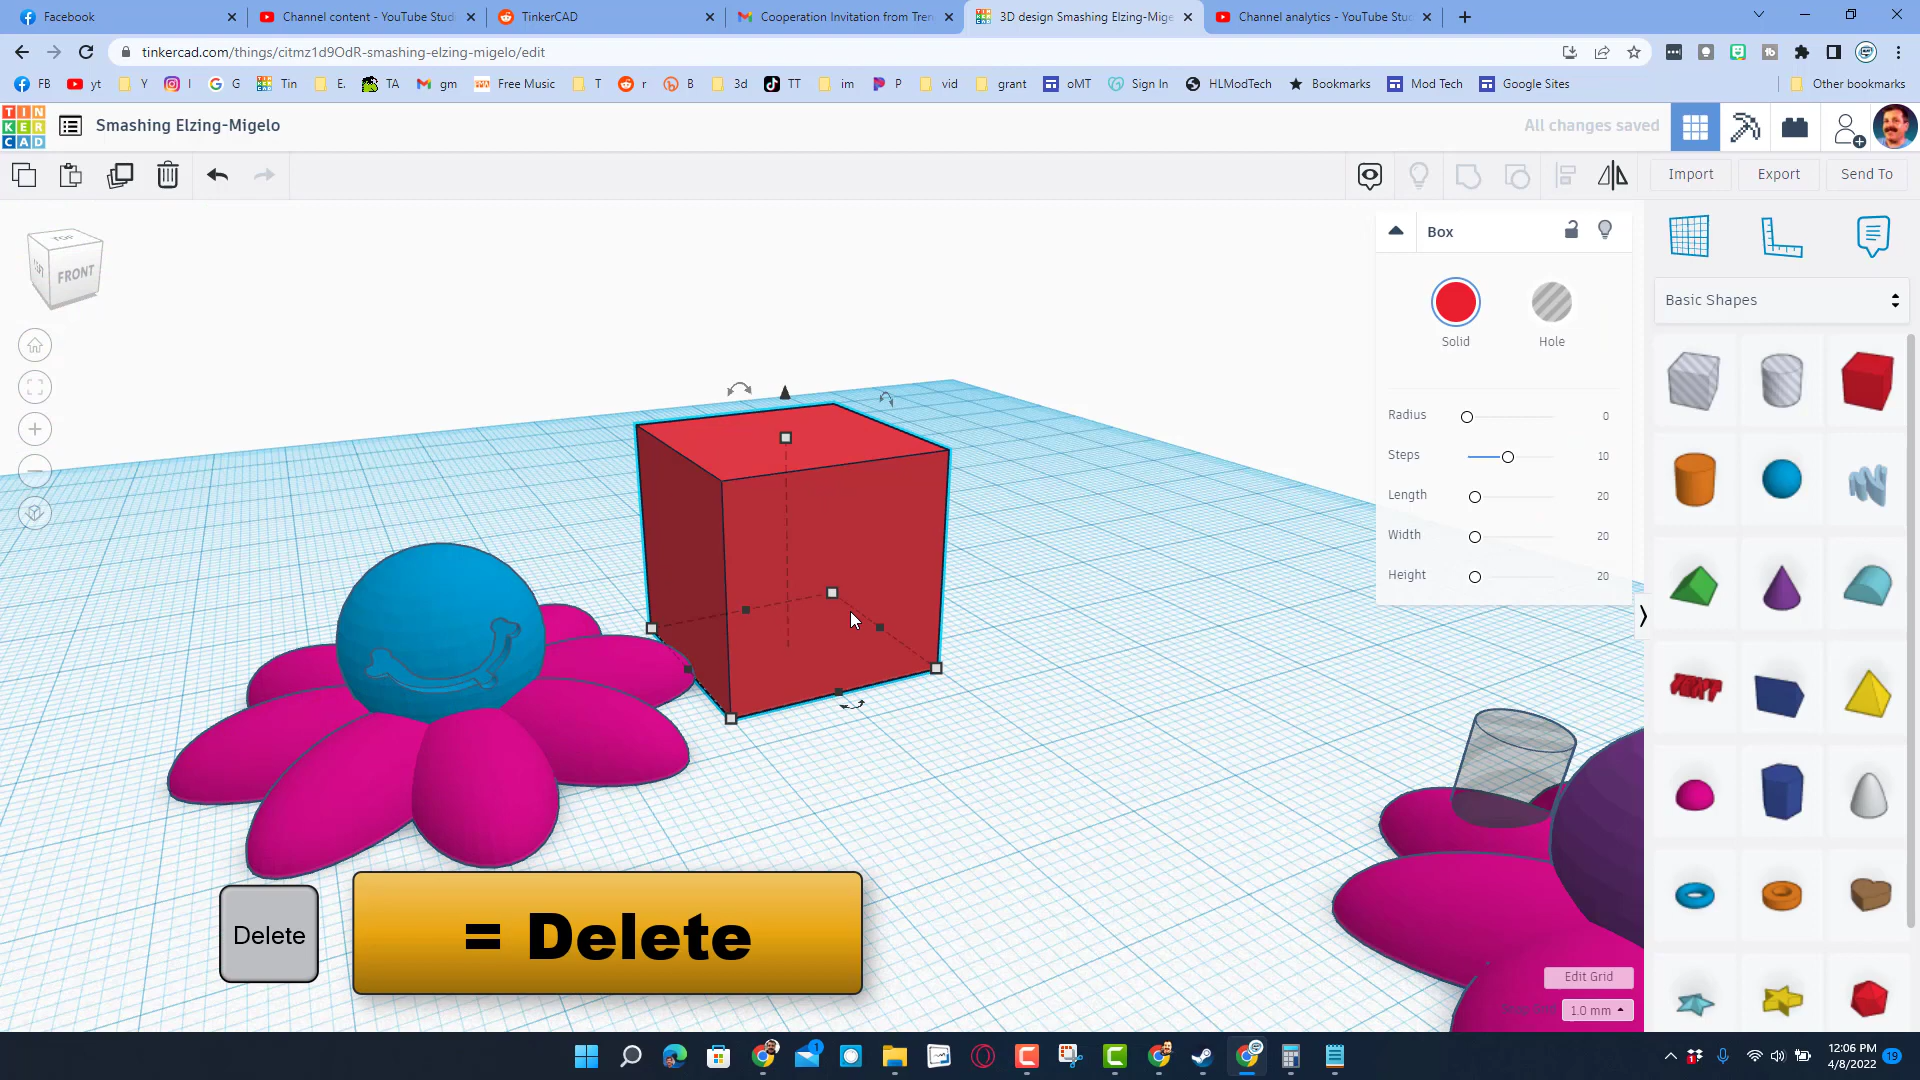 Facebook
Channel content - YouTube Stud
TinkerCAD
Cooperation Invitation from Tren
3D design Smashing Elzing-Mige
Channel analytics - YouTube Stu
tinkercad.com/things/citmz1d9OdR-smashing-elzing-migelo/edit
FB
yt
Y
I
G
Tin
E.
TA
gm
Free Music
T
r
B
3d
TT
im
P
vid
grant
oMT
Sign In
HLModTech
Bookmarks
Mod Tech
Google Sites
Other bookmarks
TIN
KER
CAD
Smashing Elzing-Migelo
All changes saved
Import
Export
Send To
TOP
FRONT
Box
Solid
Hole
Radius 0
Steps 10
Length 20
Width 20
Height 20
Basic Shapes
TEXT
Delete
= Delete
Edit Grid
1.0 mm
1
1
12:06 PM
4/8/2022
19